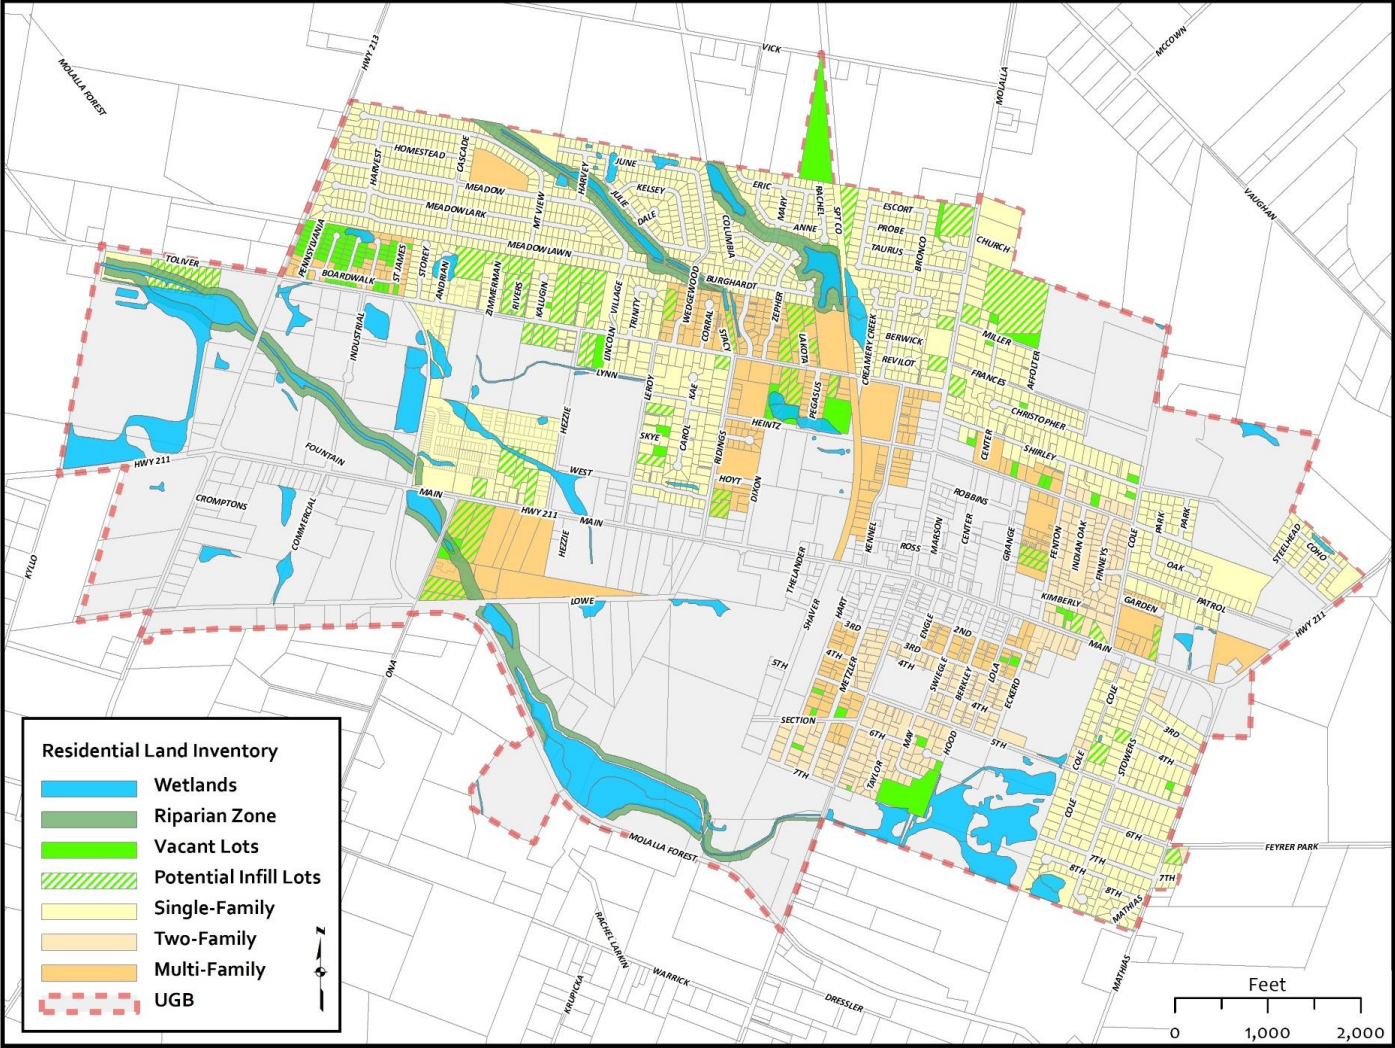 VICK
MCCOWN
HWY 213
MOLALLA FOREST
MOLALLA
VAUGHAN
HOMESTEAD
CASCADE
HARVEST
MEADOW
MEADOWLARK
MT VIEW
HARVEY
JUNE
KELSEY
JULIE
DALE
ERIC
MARY
RACHEL
ANNE
SPT CO
ESCORT
PROBE
TAURUS
BRONCO
CHURCH
COLUMBIA
PENNSYLVANIA
MEADOWLAWN
TOLIVER
BOARDWALK
ST JAMES
STOREY
ADRIAN
ZIMMERMAN
RIVERS
KALUGIN
VILLAGE
LINCOLN
TRINITY
WEDGEWOOD
BURGHARDT
CORRAL
STACY
ZEPHER
LAKOTA
CREAMERY CREEK
BERWICK
REVILOT
MILLER
FRANCES
AFFOLTER
INDUSTRIAL
LYNN
LEROY
KAE
PEGASUS
CHRISTOPHER
HEZZIE
HEINTZ
SKYE
CAROL
RIDINGS
CENTER
SHIRLEY
FOUNTAIN
HWY 211
WEST
HOYT
DIXON
MAIN
CROMPTONS
COMMERCIAL
HWY 211
MAIN
HEZZIE
KENNEL
ROBBINS
MARSON
CENTER
ROSS
GRANGE
FENTON
INDIAN OAK
FINNEYS
COLE
PARK
PARK
STEELHEAD
COHO
OAK
PATROL
KYLLO
THELANDER
SHAVER
HART
LOWE
KIMBERLY
GARDEN
MAIN
HWY 211
3RD
ENGLE
2ND
3RD
4TH
4TH
5TH
METZLER
SWEIGLE
BERKLEY
LOLA
ECKERD
4TH
ONA
COLE
SECTION
6TH
MAY
HOOD
5TH
3RD
4TH
STOWERS
COLE
7TH
TAYLOR
COLE
6TH
7TH
8TH
8TH
7TH
FEYRER PARK
MATHIAS
MOLALLA FOREST
RACHEL LARKIN
WARRICK
KRUPICKA
DRESSLER
MATHIAS
Residential Land Inventory
Wetlands
Riparian Zone
Vacant Lots
Potential Infill Lots
Single-Family
Two-Family
Multi-Family
UGB
N
Feet
0 1,000 2,000